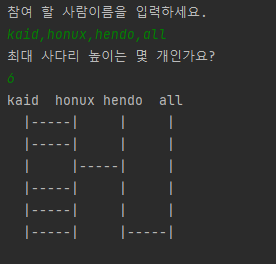 참여 할 사람이름을 입력하세요.
kaid,honux,hendo,all
최대 사다리 높이는 몇 개인가요?
6
kaid  honux hendo  all
  |-----|     |     |
  |-----|     |     |
  |     |-----|     |
  |-----|     |     |
  |-----|     |     |
  |-----|     |-----|